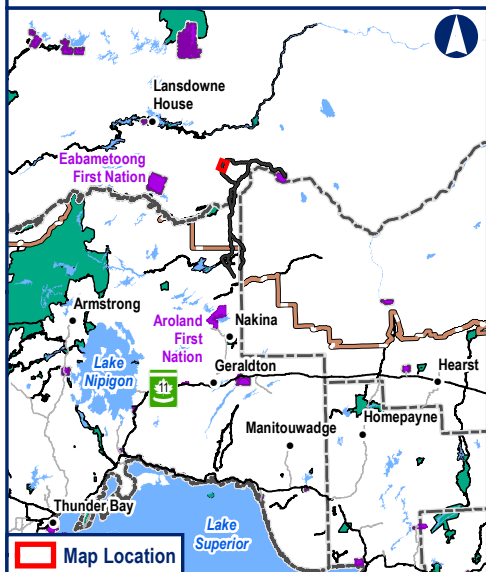 Lansdowne
House
Eabametoong
First Nation
Armstrong
Aroland
First
Nation
Nakina
Lake
Nipigon
Geraldton
11
Hearst
Manitouwadge
Homepayne
Thunder Bay
Lake
Superior
Map Location